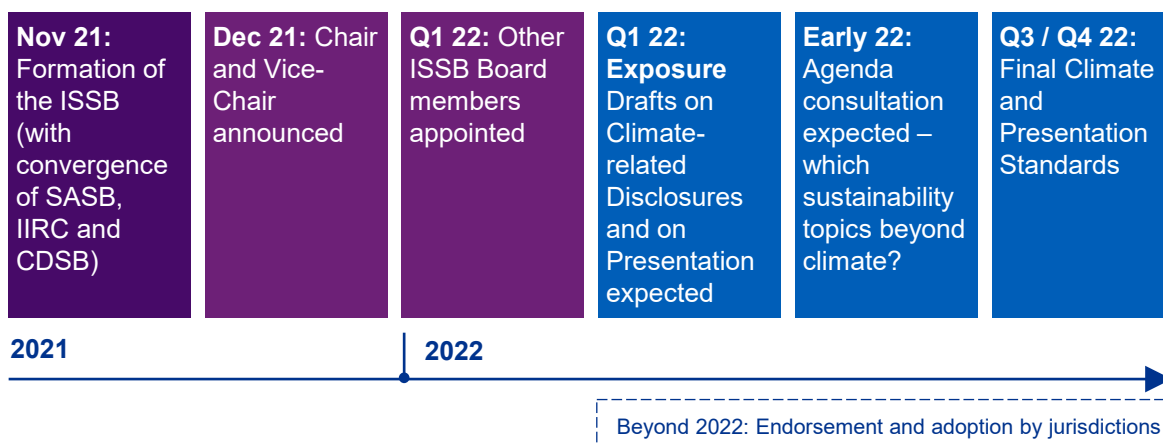 Nov 21:
Formation of
the ISSB
(with
convergence
of SASB,
IIRC and
CDSB)
Dec 21: Chair
and Vice-
Chair
announced
Q1 22: Other
ISSB Board
members
appointed
Q1 22:
Exposure
Drafts on
Climate-
related
Disclosures
and on
Presentation
expected
Early 22:
Agenda
consultation
expected –
which
sustainability
topics beyond
climate?
Q3 / Q4 22:
Final Climate
and
Presentation
Standards
2021
2022
Beyond 2022: Endorsement and adoption by jurisdictions